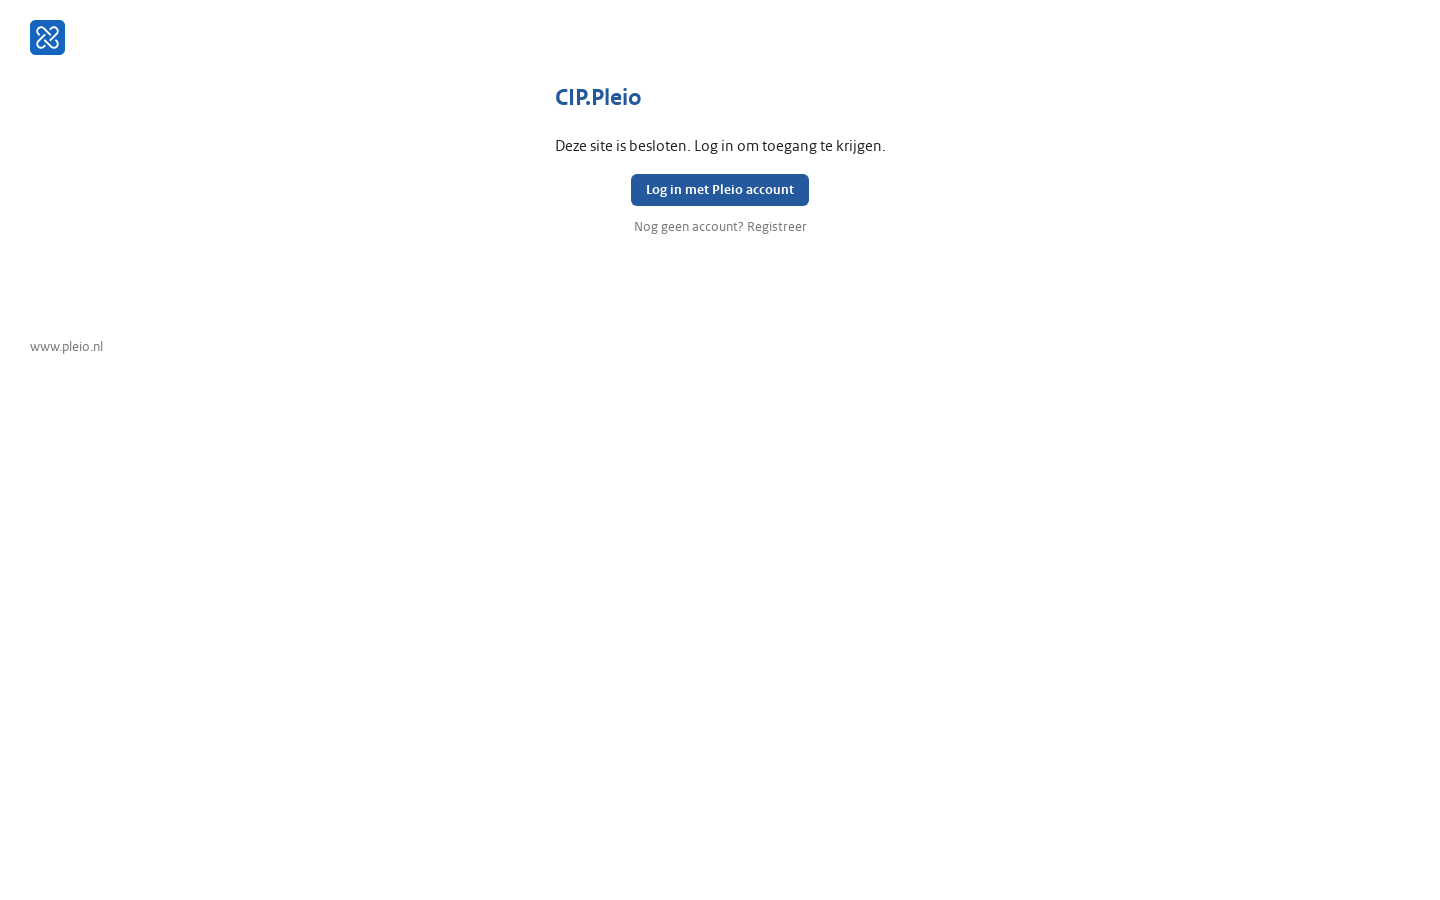 CIP.Pleio
Deze site is besloten. Log in om toegang te krijgen.
Log in met Pleio account
Nog geen account? Registreer
www.pleio.nl